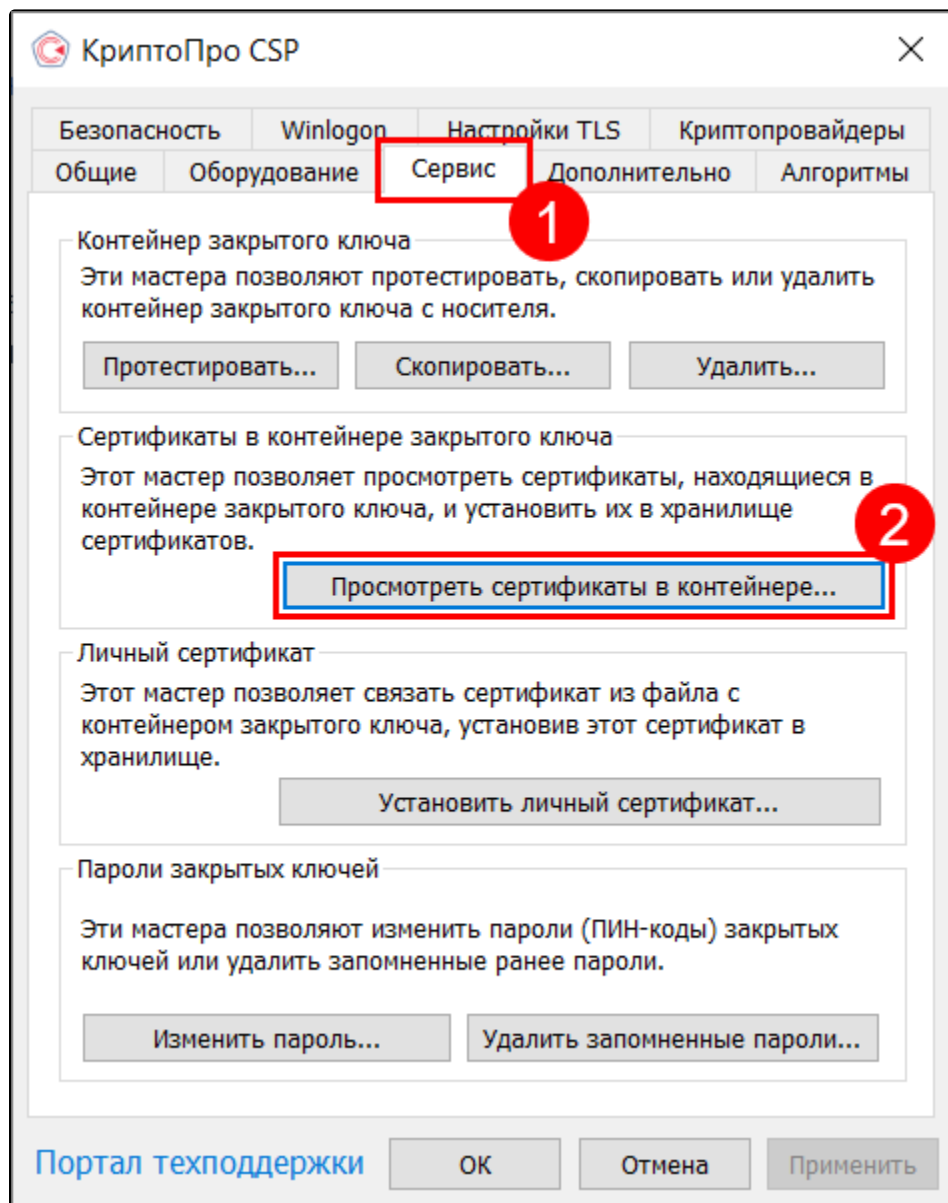 КриптоПро CSP
Безопасность Winlogon Настройки TLS Криптопровайдеры
Общие Оборудование Сервис Дополнительно Алгоритмы
1
Контейнер закрытого ключа
Эти мастера позволяют протестировать, скопировать или удалить
контейнер закрытого ключа с носителя.
Протестировать... Скопировать... Удалить...
Сертификаты в контейнере закрытого ключа
Этот мастер позволяет просмотреть сертификаты, находящиеся в
контейнере закрытого ключа, и установить их в хранилище
сертификатов.
2
Просмотреть сертификаты в контейнере...
Личный сертификат
Этот мастер позволяет связать сертификат из файла с
контейнером закрытого ключа, установив этот сертификат в
хранилище.
Установить личный сертификат...
Пароли закрытых ключей
Эти мастера позволяют изменить пароли (ПИН-коды) закрытых
ключей или удалить запомненные ранее пароли.
Изменить пароль... Удалить запомненные пароли...
Портал техподдержки ОК Отмена Применить